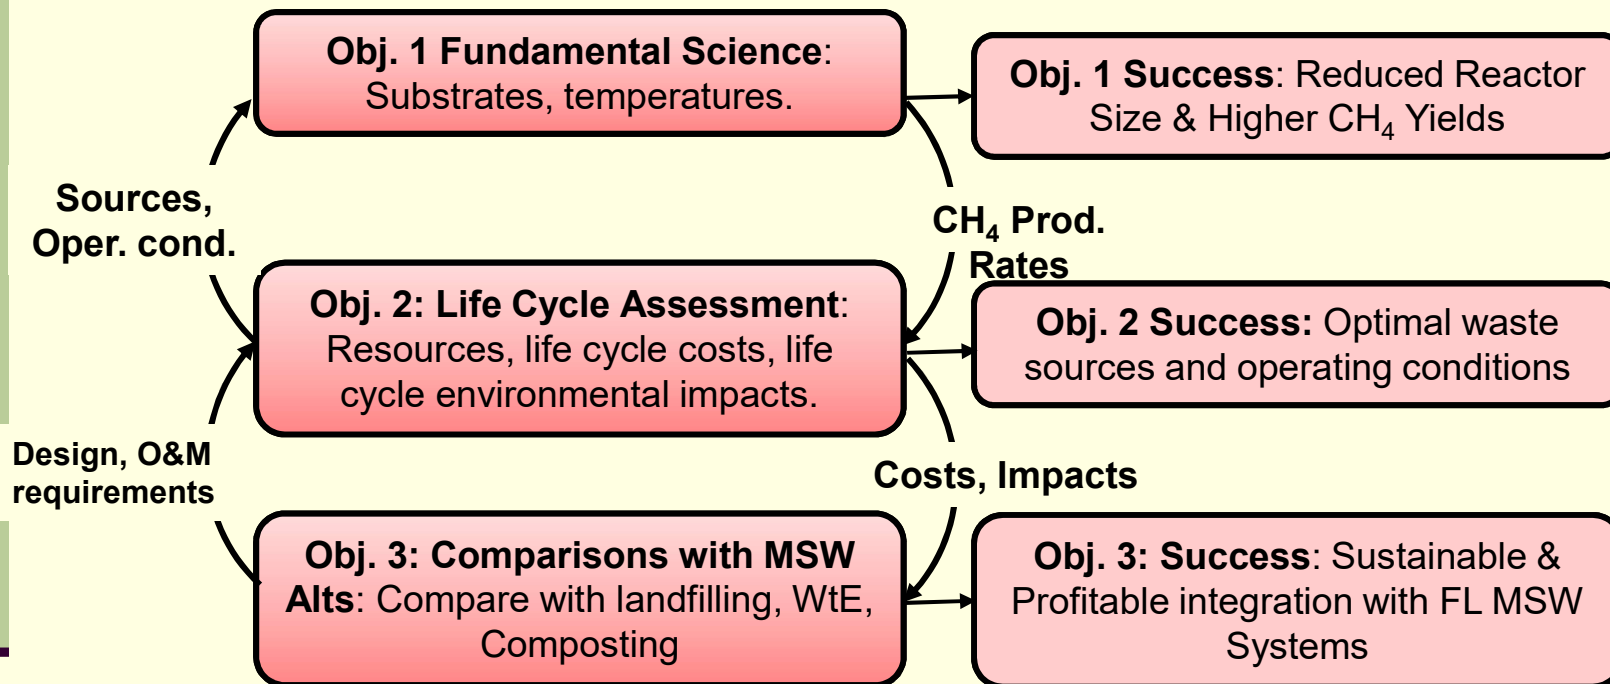 Obj. 1 Fundamental Science:
Substrates, temperatures.
Obj. 1 Success: Reduced Reactor
Size & Higher CH₄ Yields
Sources,
Oper. cond.
CH₄ Prod.
Rates
Obj. 2: Life Cycle Assessment:
Resources, life cycle costs, life
cycle environmental impacts.
Obj. 2 Success: Optimal waste
sources and operating conditions
Design, O&M
requirements
Costs, Impacts
Obj. 3: Comparisons with MSW
Alts: Compare with landfilling, WtE,
Composting
Obj. 3: Success: Sustainable &
Profitable integration with FL MSW
Systems